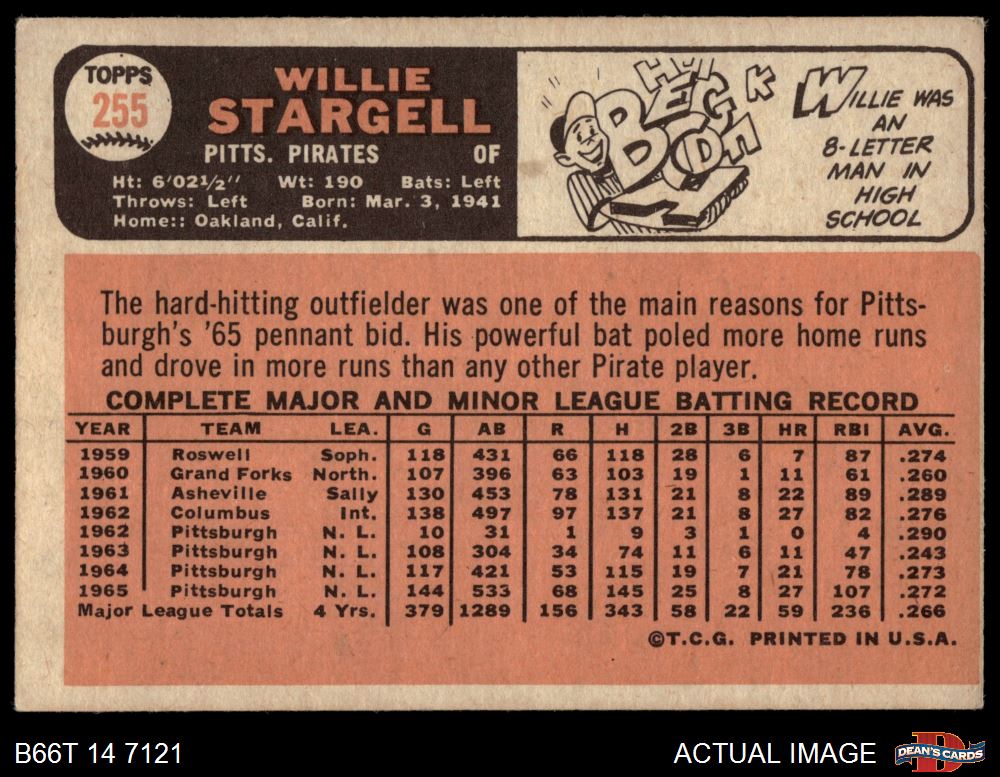 TOPPS
255
WILLIE
STARGELL
PITTS. PIRATES OF
Ht: 6'02½" Wt: 190 Bats: Left
Throws: Left Born: Mar. 3, 1941
Home:: Oakland, Calif.
WILLIE WAS
AN
8-LETTER
MAN IN
HIGH
SCHOOL
The hard-hitting outfielder was one of the main reasons for Pitts-
burgh's '65 pennant bid. His powerful bat poled more home runs
and drove in more runs than any other Pirate player.
COMPLETE MAJOR AND MINOR LEAGUE BATTING RECORD
YEAR TEAM LEA. G AB R H 2B 3B HR RBI AVG.
1959 Roswell Soph. 118 431 66 118 28 6 7 87 .274
1960 Grand Forks North. 107 396 63 103 19 1 11 61 .260
1961 Asheville Sally 130 453 78 131 21 8 22 89 .289
1962 Columbus Int. 138 497 97 137 21 8 27 82 .276
1962 Pittsburgh N. L. 10 31 1 9 3 1 0 4 .290
1963 Pittsburgh N. L. 108 304 34 74 11 6 11 47 .243
1964 Pittsburgh N. L. 117 421 53 115 19 7 21 78 .273
1965 Pittsburgh N. L. 144 533 68 145 25 8 27 107 .272
Major League Totals 4 Yrs. 379 1289 156 343 58 22 59 236 .266
©T.C.G. PRINTED IN U.S.A.
B66T 14 7121
ACTUAL IMAGE
DEAN'S CARDS